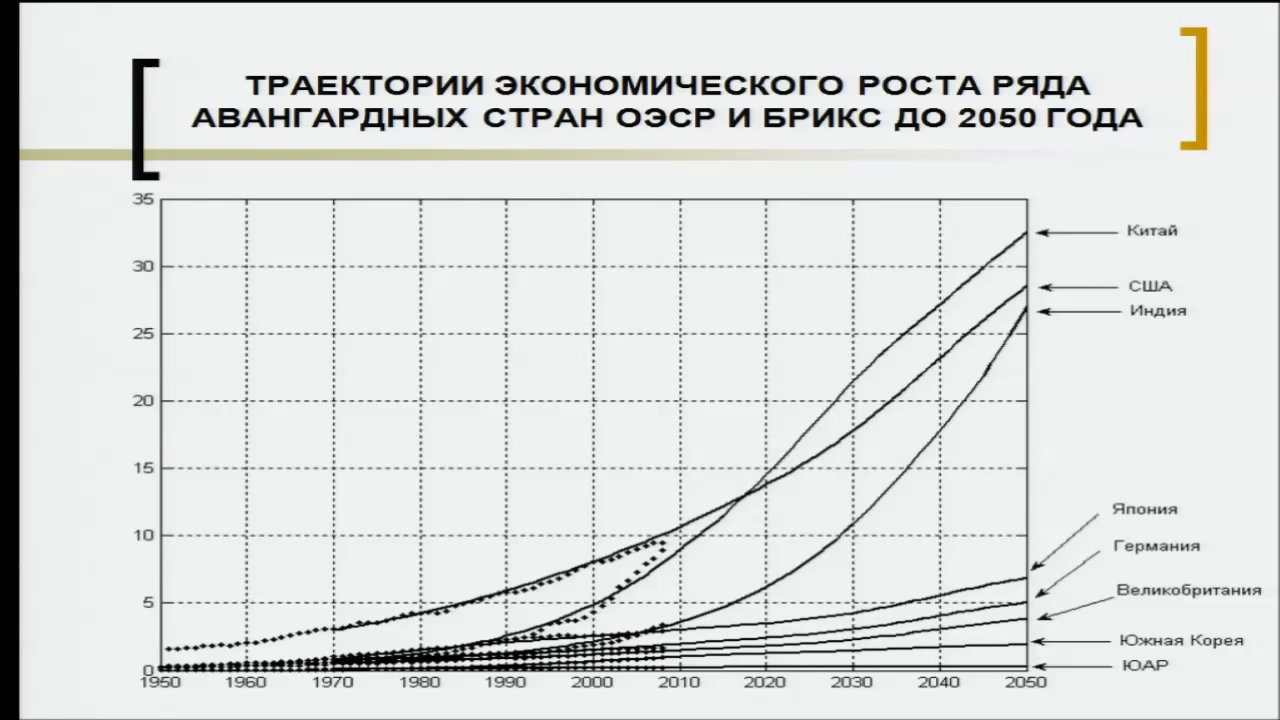 ТРАЕКТОРИИ ЭКОНОМИЧЕСКОГО РОСТА РЯДА
АВАНГАРДНЫХ СТРАН ОЭСР И БРИКС ДО 2050 ГОДА
35
30
25
20
15
10
5
0
1950 1960 1970 1980 1990 2000 2010 2020 2030 2040 2050
Китай
США
Индия
Япония
Германия
Великобритания
Южная Корея
ЮАР